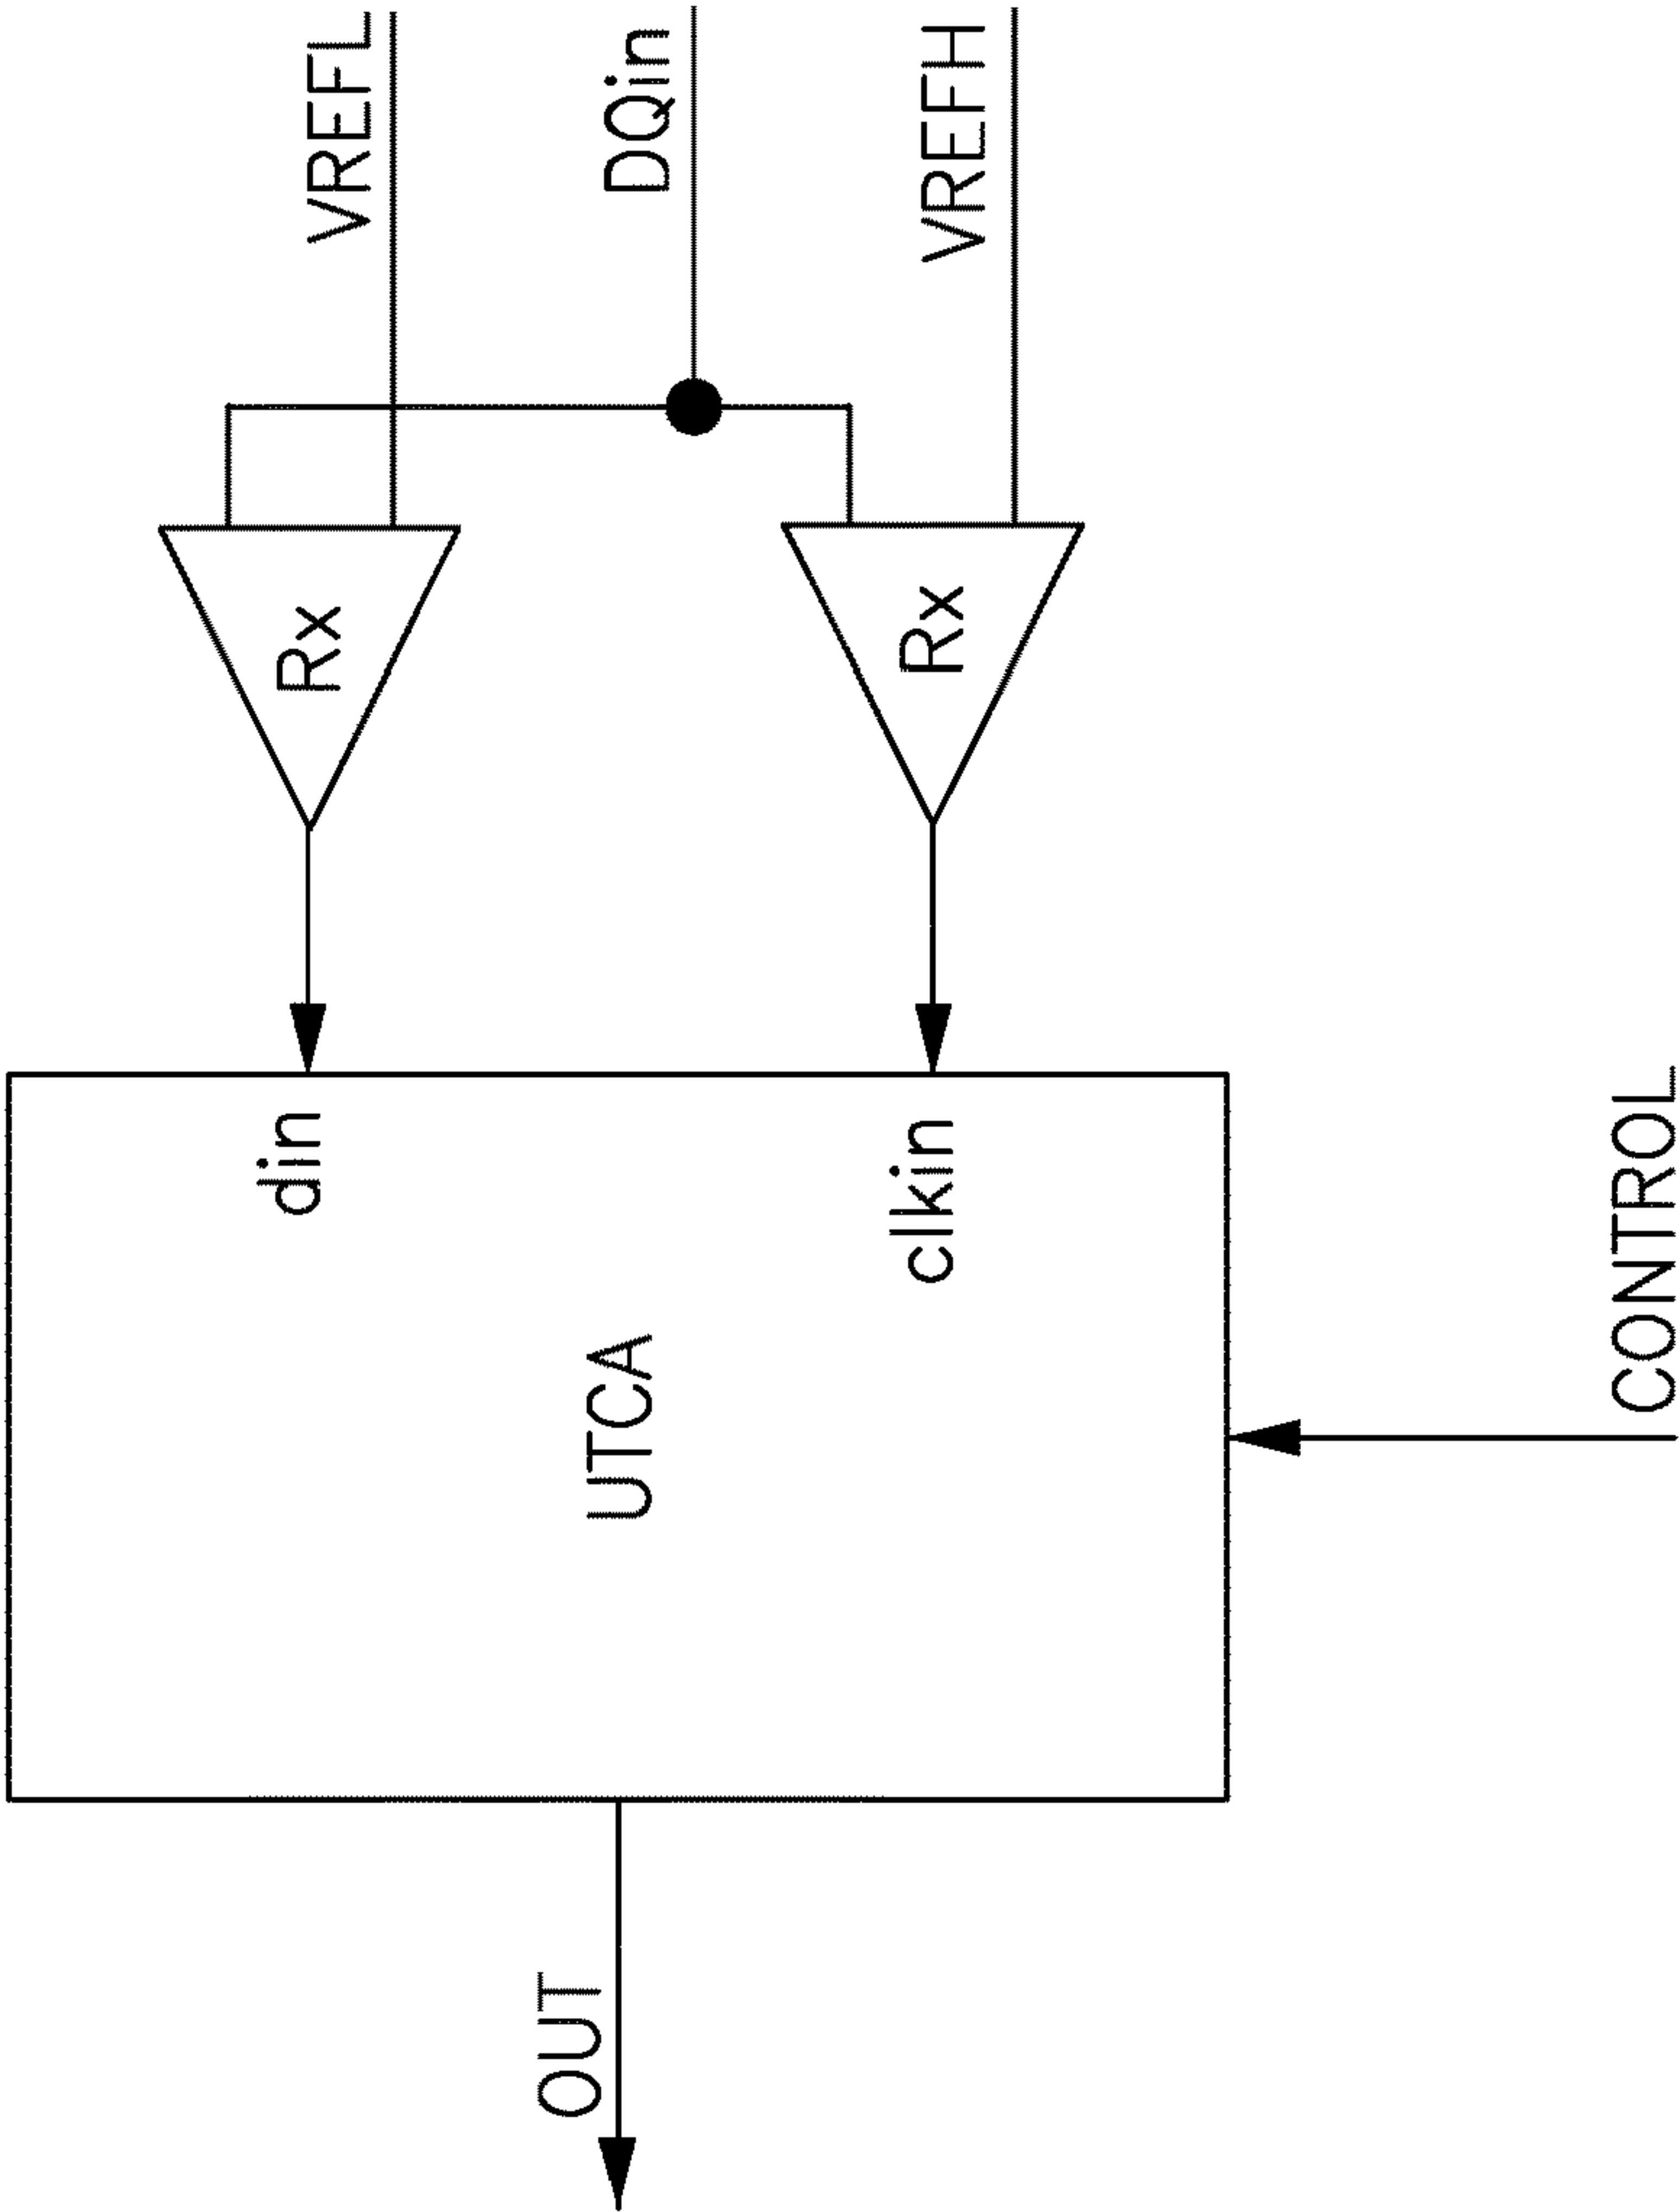 VREFL
DQin
VREFH
Rx
Rx
din
clkin
UTCA
CONTROL
OUT